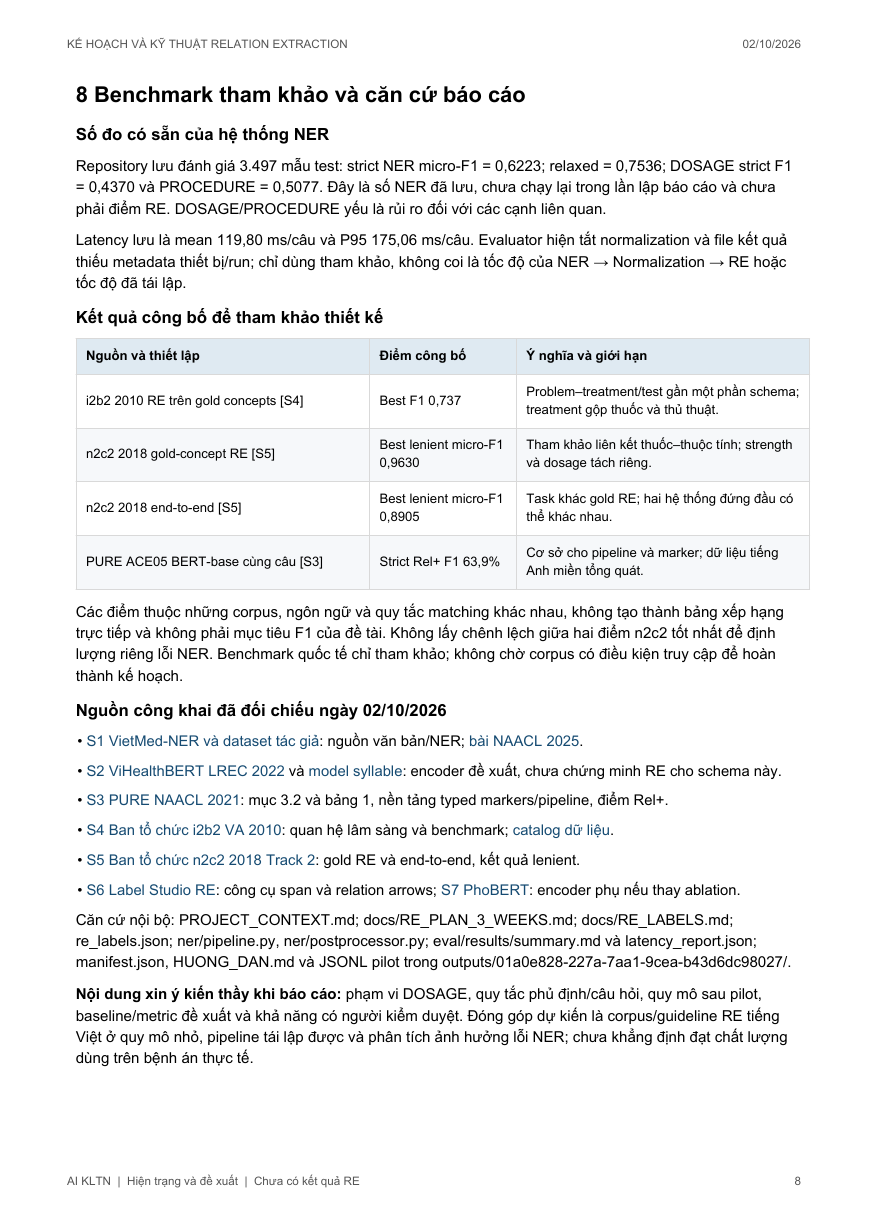 KẾ HOẠCH VÀ KỸ THUẬT RELATION EXTRACTION 02/10/2026
8 Benchmark tham khảo và căn cứ báo cáo
Số đo có sẵn của hệ thống NER
Repository lưu đánh giá 3.497 mẫu test: strict NER micro-F1 = 0,6223; relaxed = 0,7536; DOSAGE strict F1
= 0,4370 và PROCEDURE = 0,5077. Đây là số NER đã lưu, chưa chạy lại trong lần lập báo cáo và chưa
phải điểm RE. DOSAGE/PROCEDURE yếu là rủi ro đối với các cạnh liên quan.
Latency lưu là mean 119,80 ms/câu và P95 175,06 ms/câu. Evaluator hiện tắt normalization và file kết quả
thiếu metadata thiết bị/run; chỉ dùng tham khảo, không coi là tốc độ của NER → Normalization → RE hoặc
tốc độ đã tái lập.
Kết quả công bố để tham khảo thiết kế
Nguồn và thiết lập Điểm công bố Ý nghĩa và giới hạn
i2b2 2010 RE trên gold concepts [S4] Best F1 0,737 Problem–treatment/test gần một phần schema;
treatment gộp thuốc và thủ thuật.
n2c2 2018 gold-concept RE [S5] Best lenient micro-F1 Tham khảo liên kết thuốc–thuộc tính; strength
0,9630 và dosage tách riêng.
n2c2 2018 end-to-end [S5] Best lenient micro-F1 Task khác gold RE; hai hệ thống đứng đầu có
0,8905 thể khác nhau.
PURE ACE05 BERT-base cùng câu [S3] Strict Rel+ F1 63,9% Cơ sở cho pipeline và marker; dữ liệu tiếng
Anh miền tổng quát.
Các điểm thuộc những corpus, ngôn ngữ và quy tắc matching khác nhau, không tạo thành bảng xếp hạng
trực tiếp và không phải mục tiêu F1 của đề tài. Không lấy chênh lệch giữa hai điểm n2c2 tốt nhất để định
lượng riêng lỗi NER. Benchmark quốc tế chỉ tham khảo; không chờ corpus có điều kiện truy cập để hoàn
thành kế hoạch.
Nguồn công khai đã đối chiếu ngày 02/10/2026
• S1 VietMed-NER và dataset tác giả: nguồn văn bản/NER; bài NAACL 2025.
• S2 ViHealthBERT LREC 2022 và model syllable: encoder đề xuất, chưa chứng minh RE cho schema này.
• S3 PURE NAACL 2021: mục 3.2 và bảng 1, nền tảng typed markers/pipeline, điểm Rel+.
• S4 Ban tổ chức i2b2 VA 2010: quan hệ lâm sàng và benchmark; catalog dữ liệu.
• S5 Ban tổ chức n2c2 2018 Track 2: gold RE và end-to-end, kết quả lenient.
• S6 Label Studio RE: công cụ span và relation arrows; S7 PhoBERT: encoder phụ nếu thay ablation.
Căn cứ nội bộ: PROJECT_CONTEXT.md; docs/RE_PLAN_3_WEEKS.md; docs/RE_LABELS.md;
re_labels.json; ner/pipeline.py, ner/postprocessor.py; eval/results/summary.md và latency_report.json;
manifest.json, HUONG_DAN.md và JSONL pilot trong outputs/01a0e828-227a-7aa1-9cea-b43d6dc98027/.
Nội dung xin ý kiến thầy khi báo cáo: phạm vi DOSAGE, quy tắc phủ định/câu hỏi, quy mô sau pilot,
baseline/metric đề xuất và khả năng có người kiểm duyệt. Đóng góp dự kiến là corpus/guideline RE tiếng
Việt ở quy mô nhỏ, pipeline tái lập được và phân tích ảnh hưởng lỗi NER; chưa khẳng định đạt chất lượng
dùng trên bệnh án thực tế.
AI KLTN | Hiện trạng và đề xuất | Chưa có kết quả RE 8